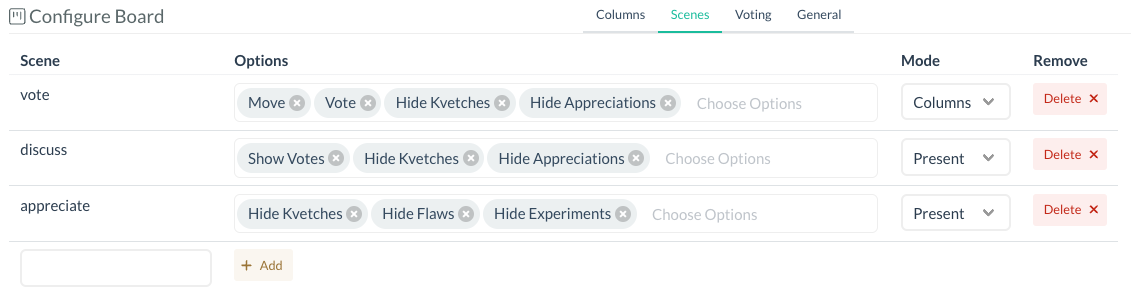 Configure Board
Columns Scenes Voting General
Scene Options Mode Remove
vote Move Vote Hide Kvetches Hide Appreciations Choose Options Columns Delete
discuss Show Votes Hide Kvetches Hide Appreciations Choose Options Present Delete
appreciate Hide Kvetches Hide Flaws Hide Experiments Choose Options Present Delete
+ Add